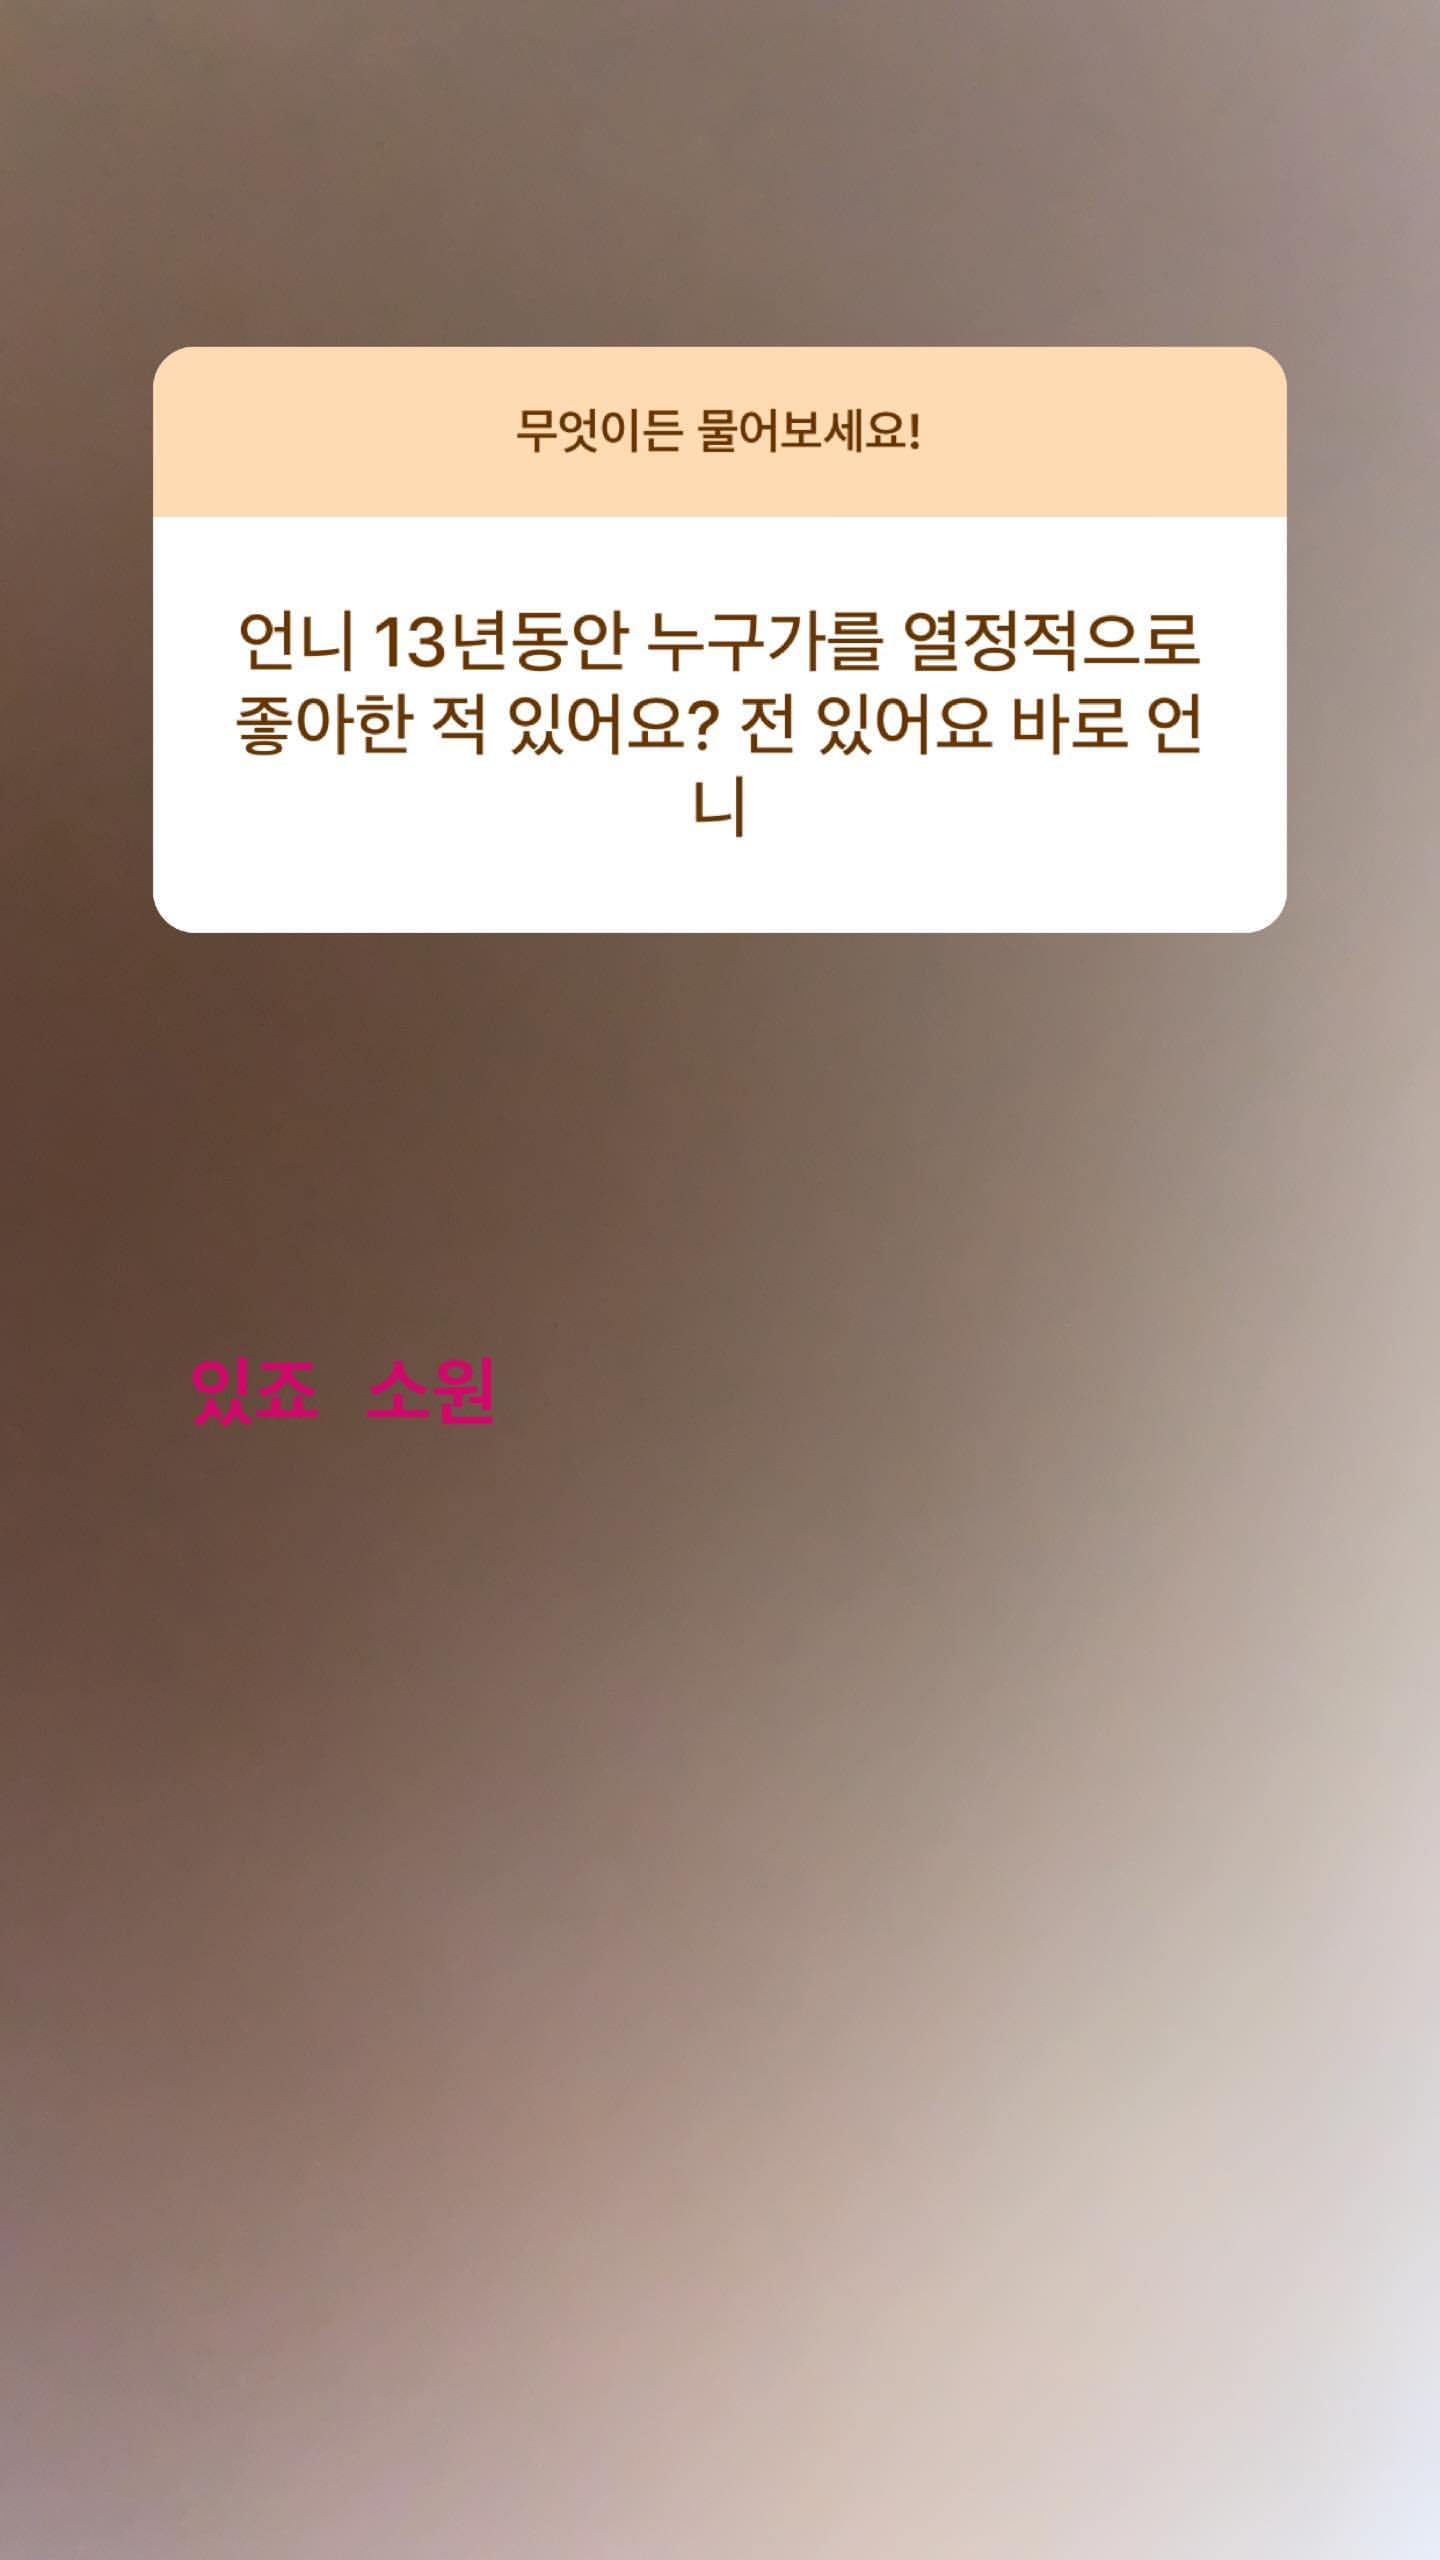 무엇이든 물어보세요!
언니 13년동안 누구가를 열정적으로
좋아한 적 있어요? 전 있어요 바로 언
니
있죠 소원